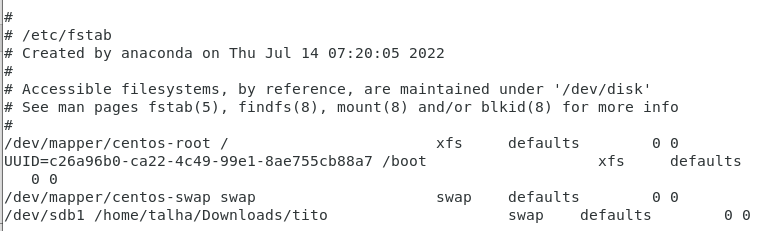 #
# /etc/fstab
# Created by anaconda on Thu Jul 14 07:20:05 2022
#
# Accessible filesystems, by reference, are maintained under '/dev/disk'
# See man pages fstab(5), findfs(8), mount(8) and/or blkid(8) for more info
#
/dev/mapper/centos-root /                       xfs     defaults        0 0
UUID=c26a96b0-ca22-4c49-99e1-8ae755cb88a7 /boot                   xfs     defaults
   0 0
/dev/mapper/centos-swap swap                    swap    defaults        0 0
/dev/sdb1 /home/talha/Downloads/tito                    swap    defaults        0 0